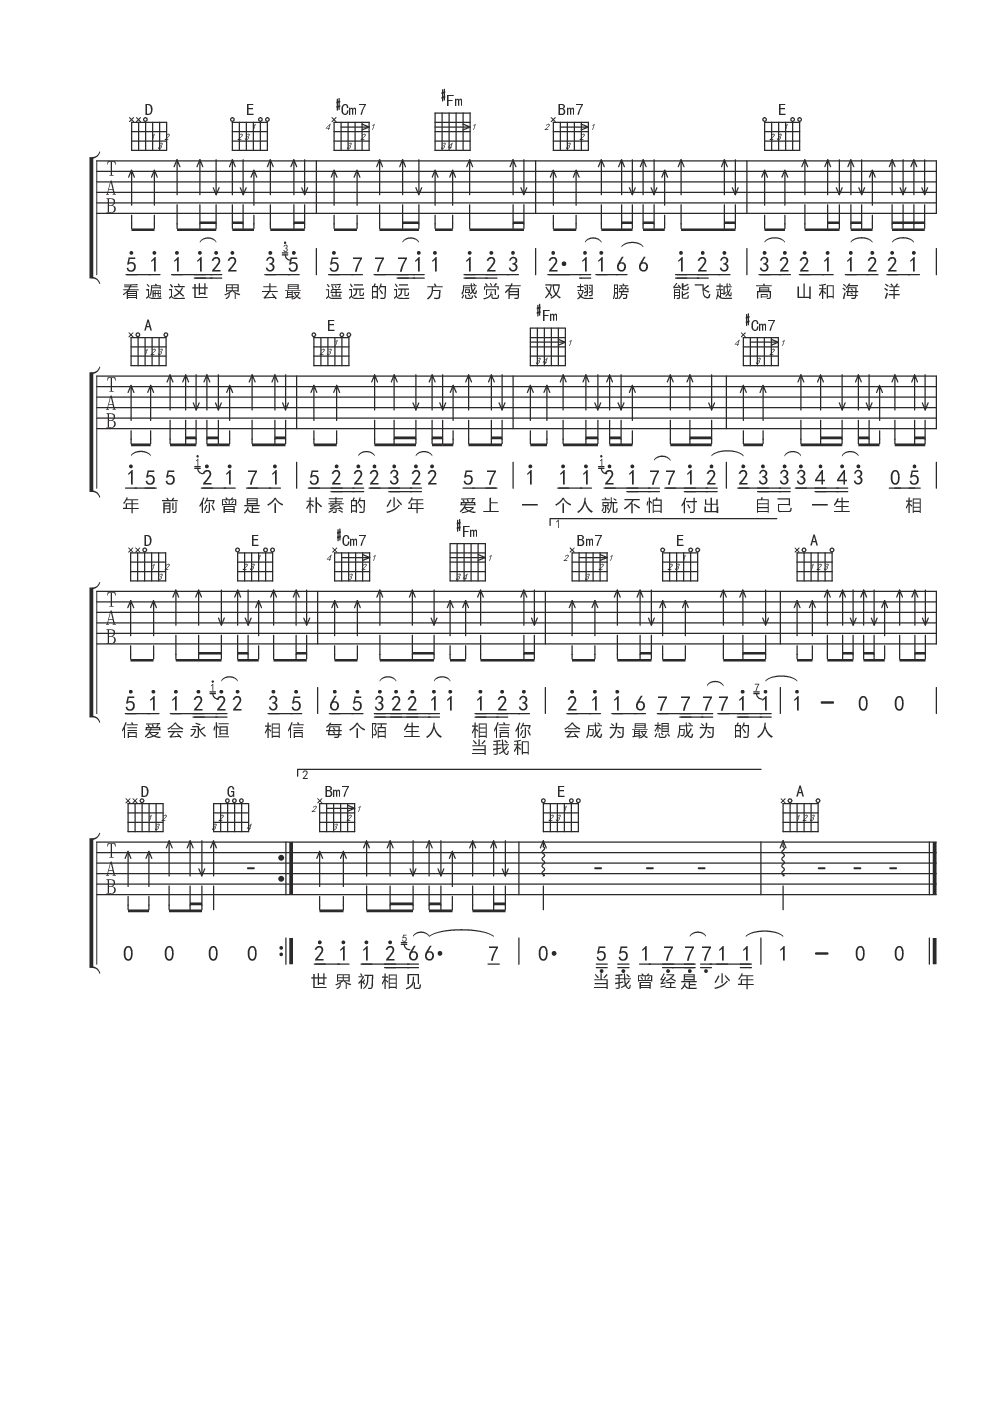 D E #Cm7 #Fm Bm7 E
5 1 1 1 2 2 3 3 5 5 7 7 7 1 1 1 2 3 2· 1 1 6 6 1 2 3 3 2 2 1 1 2 2 1
看遍这世界去最 遥远的远方 感觉有 双翅膀 能飞越 高山和海洋
A E #Fm #Cm7
1 5 5 1 2 1 7 1 5 2 2 2 3 2 2 5 7 1 1 1 1 2 1 7 7 1 2 2 3 3 3 4 4 3 0 5
年前你曾是个 朴素的少年 爱上 一个人就不怕付出 自己一生 相
1
D E #Cm7 #Fm Bm7 E A
5 1 1 2 1 2 2 3 5 6 5 3 2 2 1 1 1 2 3 2 1 1 6 7 7 7 7 1 7 1 1 – 0 0
信爱会永恒 相信 每个陌生人 相信你 会成为最想成为的人
当我和
2
D G Bm7 E A
0 0 0 0 2 1 1 2 5 6 6· 7 0· 5 5 1 7 7 7 1 1 1 – 0 0
世界初相见 当我曾经是少年